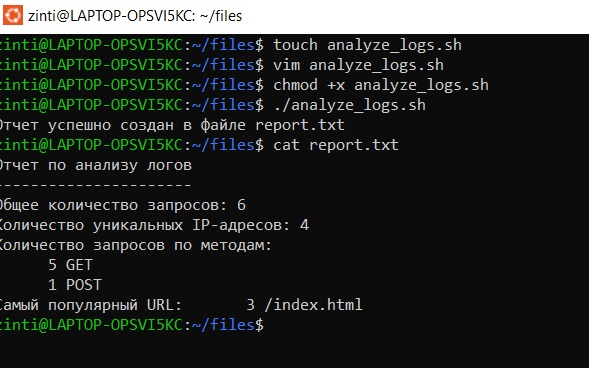 zinti@LAPTOP-OPSVI5KC: ~/files
zinti@LAPTOP-OPSVI5KC:~/files$ touch analyze_logs.sh
zinti@LAPTOP-OPSVI5KC:~/files$ vim analyze_logs.sh
zinti@LAPTOP-OPSVI5KC:~/files$ chmod +x analyze_logs.sh
zinti@LAPTOP-OPSVI5KC:~/files$ ./analyze_logs.sh
Отчет успешно создан в файле report.txt
zinti@LAPTOP-OPSVI5KC:~/files$ cat report.txt
Отчет по анализу логов
----------------------
Общее количество запросов: 6
Количество уникальных IP-адресов: 4
Количество запросов по методам:
      5 GET
      1 POST
Самый популярный URL:       3 /index.html
zinti@LAPTOP-OPSVI5KC:~/files$